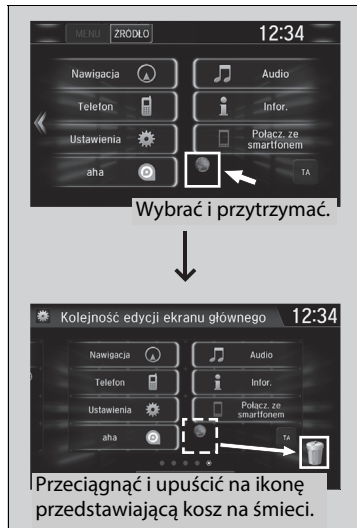 MENU ŹRÓDŁO 12:34
Nawigacja Audio
Telefon Infor.
Ustawienia Połącz. ze
smartfonem
aha TA
Wybrać i przytrzymać.
Kolejność edycji ekranu głównego 12:34
Nawigacja Audio
Telefon Infor.
Ustawienia Połącz. ze
smartfonem
aha TA
Przeciągnąć i upuścić na ikonę
przedstawiającą kosz na śmieci.